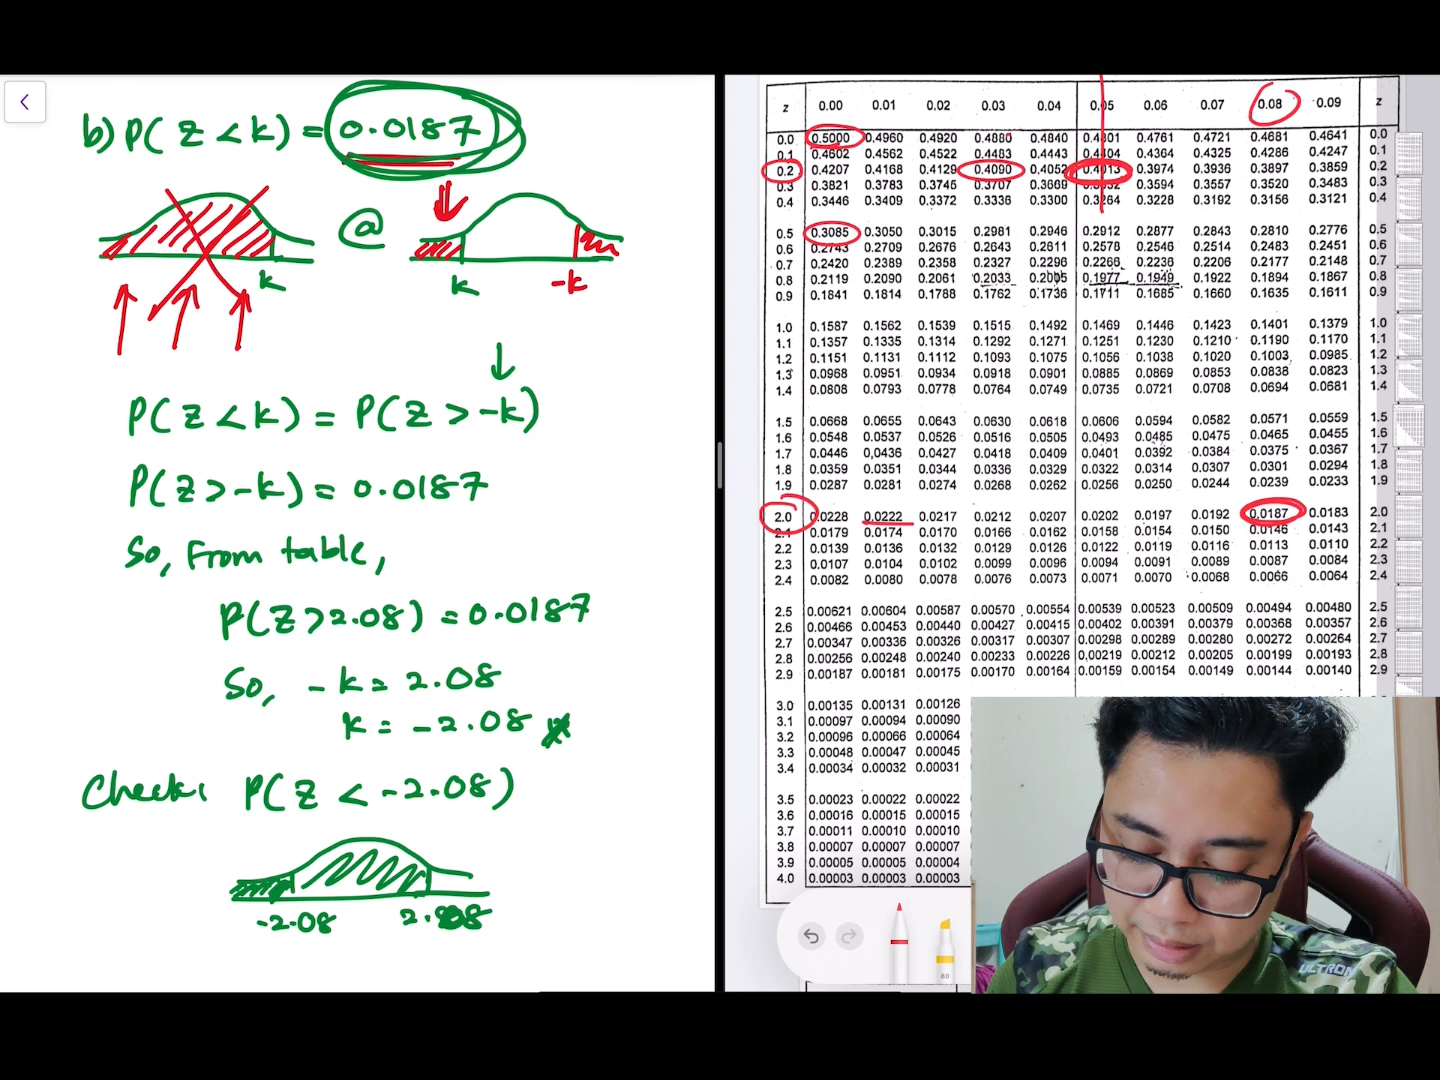 b) P( Z < k) = 0.0187
@
k
k
-k
P( Z < k) = P( Z > -k)
P( Z > -k) = 0.0187
So, From table,
P( Z > 2.08) = 0.0187
So, - k = 2.08
k = - 2.08
Check: P( Z < -2.08)
-2.08
z 0.00 0.01 0.02 0.03 0.04 0.05 0.06 0.07 0.08 0.09 z
0.0 0.5000 0.4960 0.4920 0.4880 0.4840 0.4801 0.4761 0.4721 0.4681 0.4641 0.0
0.1 0.4602 0.4562 0.4522 0.4483 0.4443 0.4404 0.4364 0.4325 0.4286 0.4247 0.1
0.2 0.4207 0.4168 0.4129 0.4090 0.4052 0.4013 0.3974 0.3936 0.3897 0.3859 0.2
0.3 0.3821 0.3783 0.3745 0.3707 0.3669 0.3594 0.3557 0.3520 0.3483 0.3
0.4 0.3446 0.3409 0.3372 0.3336 0.3300 0.3264 0.3228 0.3192 0.3156 0.3121 0.4
0.5 0.3085 0.3050 0.3015 0.2981 0.2946 0.2912 0.2877 0.2843 0.2810 0.2776 0.5
0.6 0.2743 0.2709 0.2676 0.2643 0.2611 0.2578 0.2546 0.2514 0.2483 0.2451 0.6
0.7 0.2420 0.2389 0.2358 0.2327 0.2296 0.2266 0.2236 0.2206 0.2177 0.2148 0.7
0.8 0.2119 0.2090 0.2061 0.2033 0.1977 0.1949 0.1922 0.1894 0.1867 0.8
0.9 0.1841 0.1814 0.1788 0.1762 0.1736 0.1711 0.1685 0.1660 0.1635 0.1611 0.9
1.0 0.1587 0.1562 0.1539 0.1515 0.1492 0.1469 0.1446 0.1423 0.1401 0.1379 1.0
1.1 0.1357 0.1335 0.1314 0.1292 0.1271 0.1251 0.1230 0.1210 0.1190 0.1170 1.1
1.2 0.1151 0.1131 0.1112 0.1093 0.1075 0.1056 0.1038 0.1020 0.1003 0.0985 1.2
1.3 0.0968 0.0951 0.0934 0.0918 0.0901 0.0885 0.0869 0.0853 0.0838 0.0823 1.3
1.4 0.0808 0.0793 0.0778 0.0764 0.0749 0.0735 0.0721 0.0708 0.0694 0.0681 1.4
1.5 0.0668 0.0655 0.0643 0.0630 0.0618 0.0606 0.0594 0.0582 0.0571 0.0559 1.5
1.6 0.0548 0.0537 0.0526 0.0516 0.0505 0.0493 0.0485 0.0475 0.0465 0.0455 1.6
1.7 0.0446 0,0436 0.0427 0.0418 0.0409 0.0401 0.0392 0.0384 0.0375 0.0367 1.7
1.8 0.0359 0.0351 0.0344 0.0336 0.0329 0.0322 0.0314 0.0307 0.0301 0.0294 1.8
1.9 0.0287 0.0281 0.0274 0.0268 0.0262 0.0256 0.0250 0.0244 0.0239 0.0233 1.9
2.0 0.0228 0.0222 0.0217 0.0212 0.0207 0.0202 0.0197 0.0192 0.0187 0.0183 2.0
2.1 0.0179 0.0174 0.0170 0.0166 0.0162 0.0158 0.0154 0.0150 0.0146 0.0143 2.1
2.2 0.0139 0.0136 0.0132 0.0129 0.0126 0.0122 0.0119 0.0116 0.0113 0.0110 2.2
2.3 0.0107 0.0104 0.0102 0.0099 0.0096 0.0094 0.0091 0.0089 0.0087 0.0084 2.3
2.4 0.0082 0.0080 0.0078 0.0076 0.0073 0.0071 0.0070 0.0068 0.0066 0.0064 2.4
2.5 0.00621 0.00604 0.00587 0.00570 0.00554 0.00539 0.00523 0.00509 0.00494 0.00480 2.5
2.6 0.00466 0.00453 0.00440 0.00427 0.00415 0.00402 0.00391 0.00379 0.00368 0.00357 2.6
2.7 0.00347 0.00336 0.00326 0.00317 0.00307 0.00298 0.00289 0.00280 0.00272 0.00264 2.7
2.8 0.00256 0.00248 0.00240 0.00233 0.00226 0.00219 0.00212 0.00205 0.00199 0.00193 2.8
2.9 0.00187 0.00181 0.00175 0.00170 0.00164 0.00159 0.00154 0.00149 0.00144 0.00140 2.9
3.0 0.00135 0.00131 0.00126
3.1 0.00097 0.00094 0.00090
3.2 0.00096 0.00066 0.00064
3.3 0.00048 0.00047 0.00045
3.4 0.00034 0.00032 0.00031
3.5 0.00023 0.00022 0.00022
3.6 0.00016 0.00015 0.00015
3.7 0.00011 0.00010 0.00010
3.8 0.00007 0.00007 0.00007
3.9 0.00005 0.00005 0.00004
4.0 0.00003 0.00003 0.00003
80
ULTRON